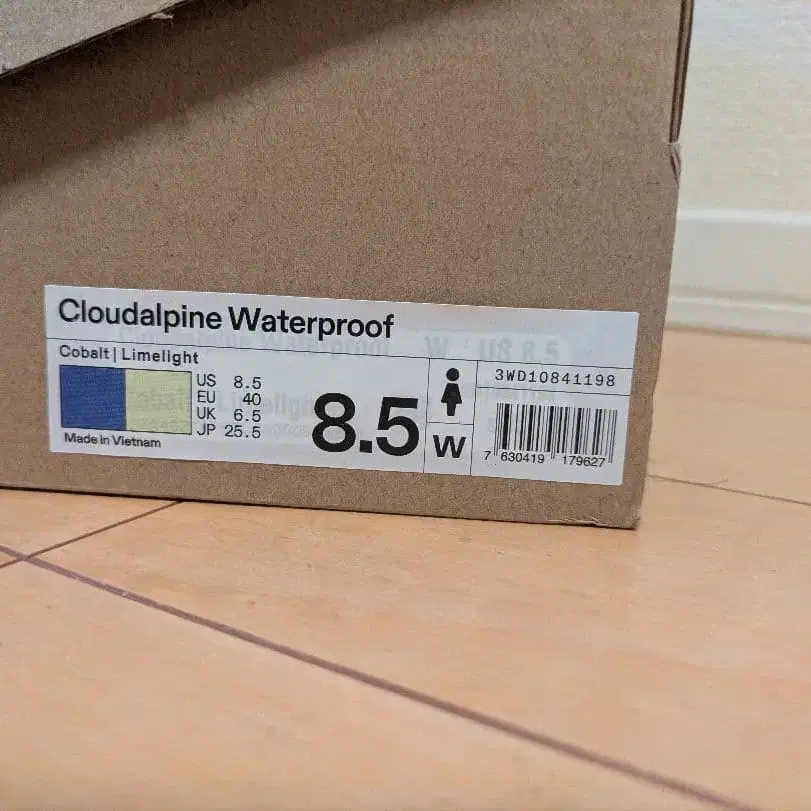 Cloudalpine Waterproof
Cobalt | Limelight
US 8.5
EU 40
UK 6.5
JP 25.5
Made in Vietnam
8.5
W
3WD10841198
7 630419 179627